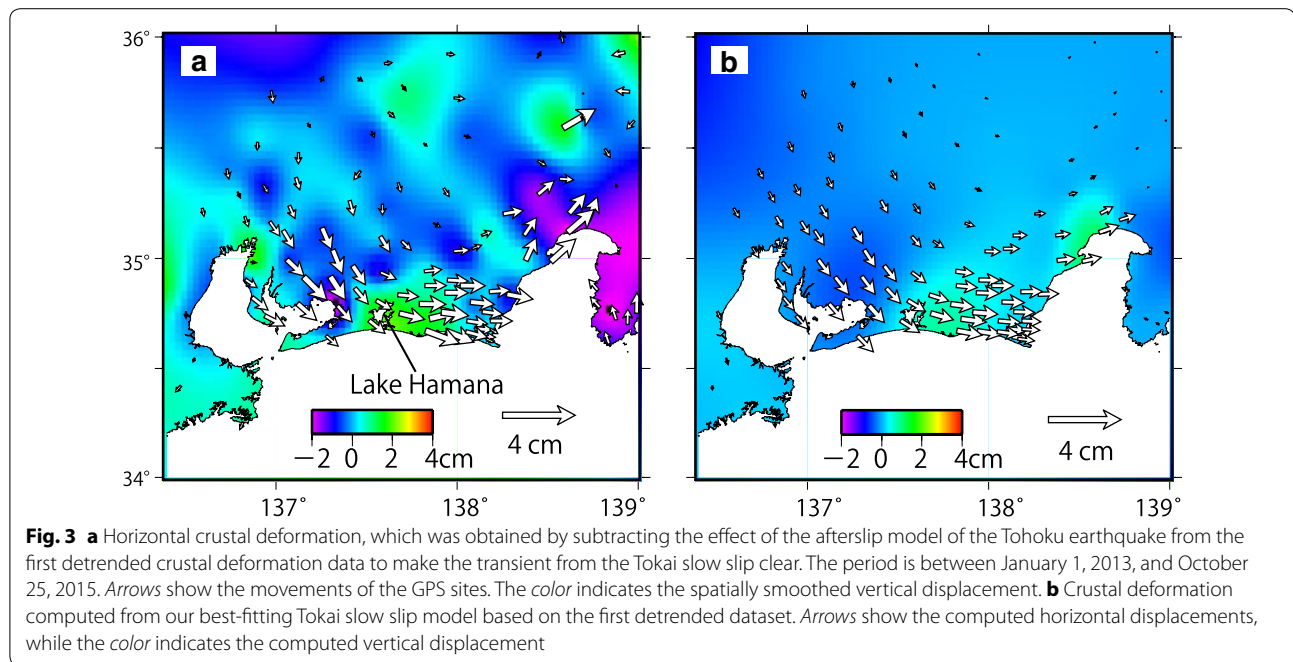 36°
35°
34°
a
Lake Hamana
−2 0 2 4cm
4 cm
137° 138° 139°
b
−2 0 2 4cm
4 cm
137° 138° 139°
Fig. 3 a Horizontal crustal deformation, which was obtained by subtracting the effect of the afterslip model of the Tohoku earthquake from the
first detrended crustal deformation data to make the transient from the Tokai slow slip clear. The period is between January 1, 2013, and October
25, 2015. Arrows show the movements of the GPS sites. The color indicates the spatially smoothed vertical displacement. b Crustal deformation
computed from our best-fitting Tokai slow slip model based on the first detrended dataset. Arrows show the computed horizontal displacements,
while the color indicates the computed vertical displacement